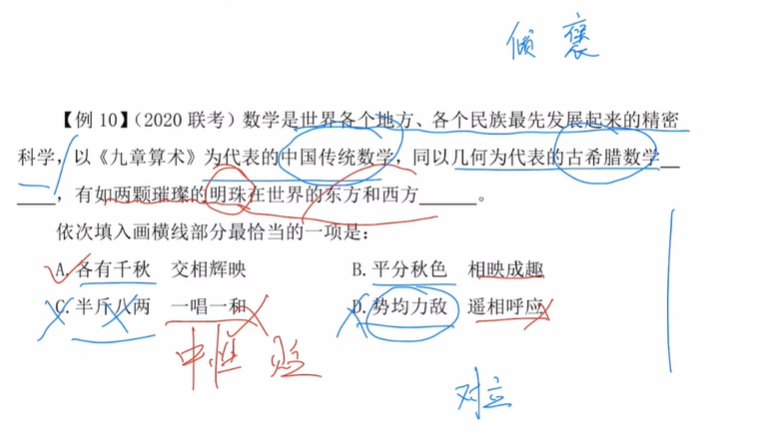 倾 褒
【例 10】（2020 联考）数学是世界各个地方、各个民族最先发展起来的精密
科学，以《九章算术》为代表的中国传统数学，同以几何为代表的古希腊数学__
____，有如两颗璀璨的明珠在世界的东方和西方______。
依次填入画横线部分最恰当的一项是：
A. 各有千秋 交相辉映 B. 平分秋色 相映成趣
C. 半斤八两 一唱一和 D. 势均力敌 遥相呼应
中性 贬
对立